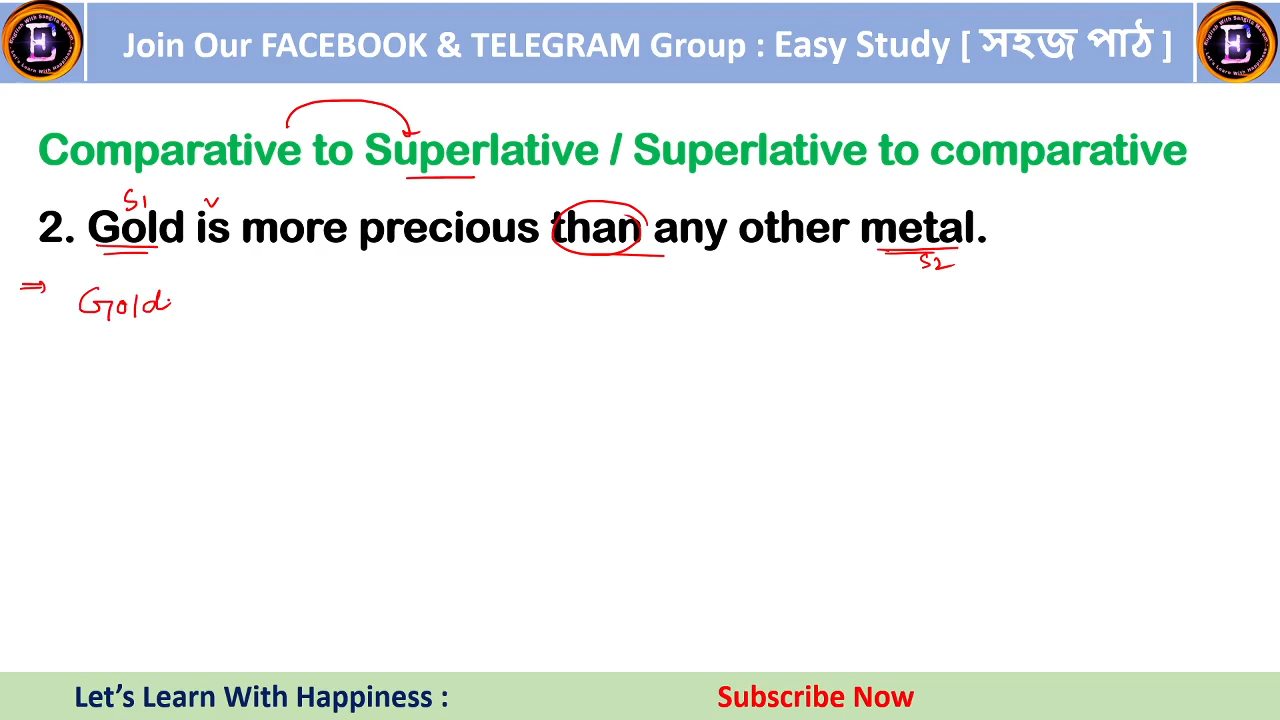 Join Our FACEBOOK & TELEGRAM Group : Easy Study [ সহজ পাঠ ]
Comparative to Superlative / Superlative to comparative
S1 v
2. Gold is more precious than any other metal.
S2
⇒ Gold
Let's Learn With Happiness : Subscribe Now